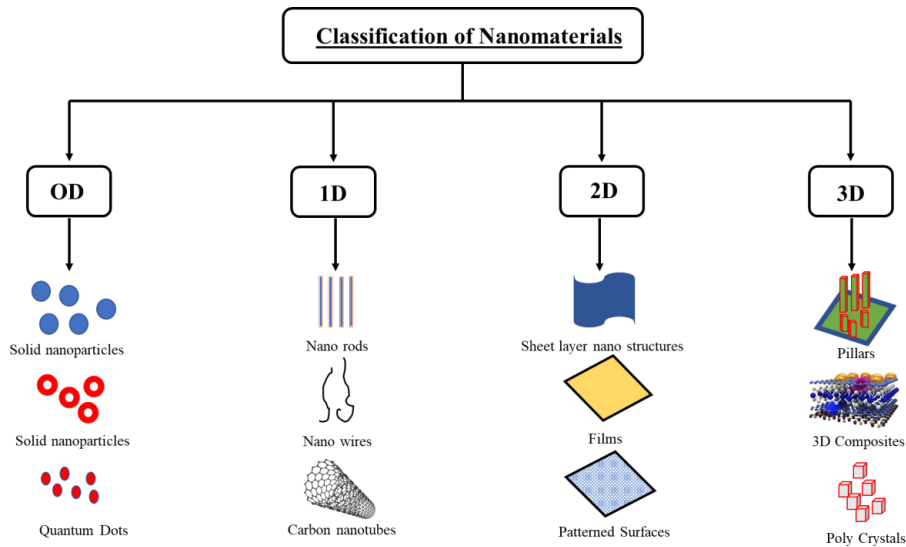 Classification of Nanomaterials
OD
1D
2D
3D
Solid nanoparticles
Nano rods
Sheet layer nano structures
Pillars
Solid nanoparticles
Nano wires
Films
3D Composites
Quantum Dots
Carbon nanotubes
Patterned Surfaces
Poly Crystals